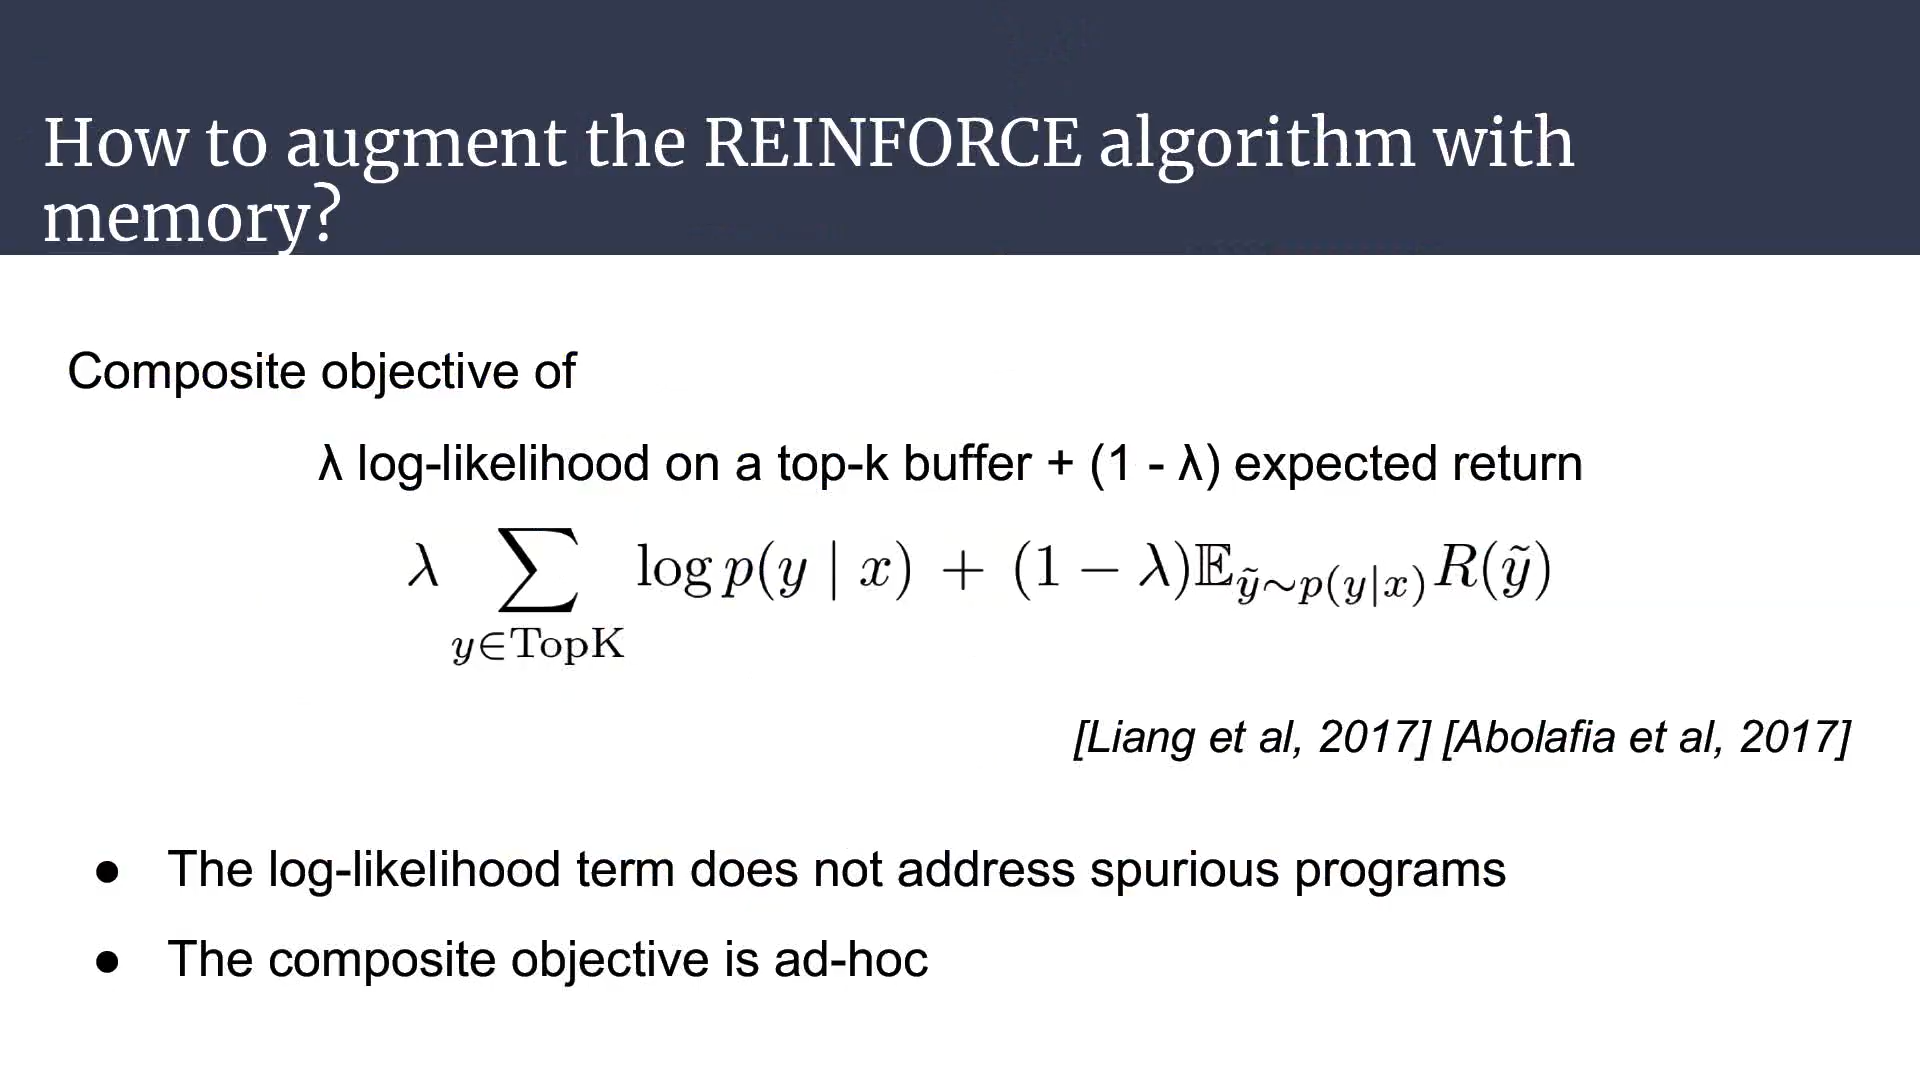 How to augment the REINFORCE algorithm with
memory?
Composite objective of
λ log-likelihood on a top-k buffer + (1 - λ) expected return
λ ∑_{y∈TopK} log p(y | x) + (1 − λ)𝔼_{ỹ∼p(y|x)} R(ỹ)
[Liang et al, 2017] [Abolafia et al, 2017]
● The log-likelihood term does not address spurious programs
● The composite objective is ad-hoc